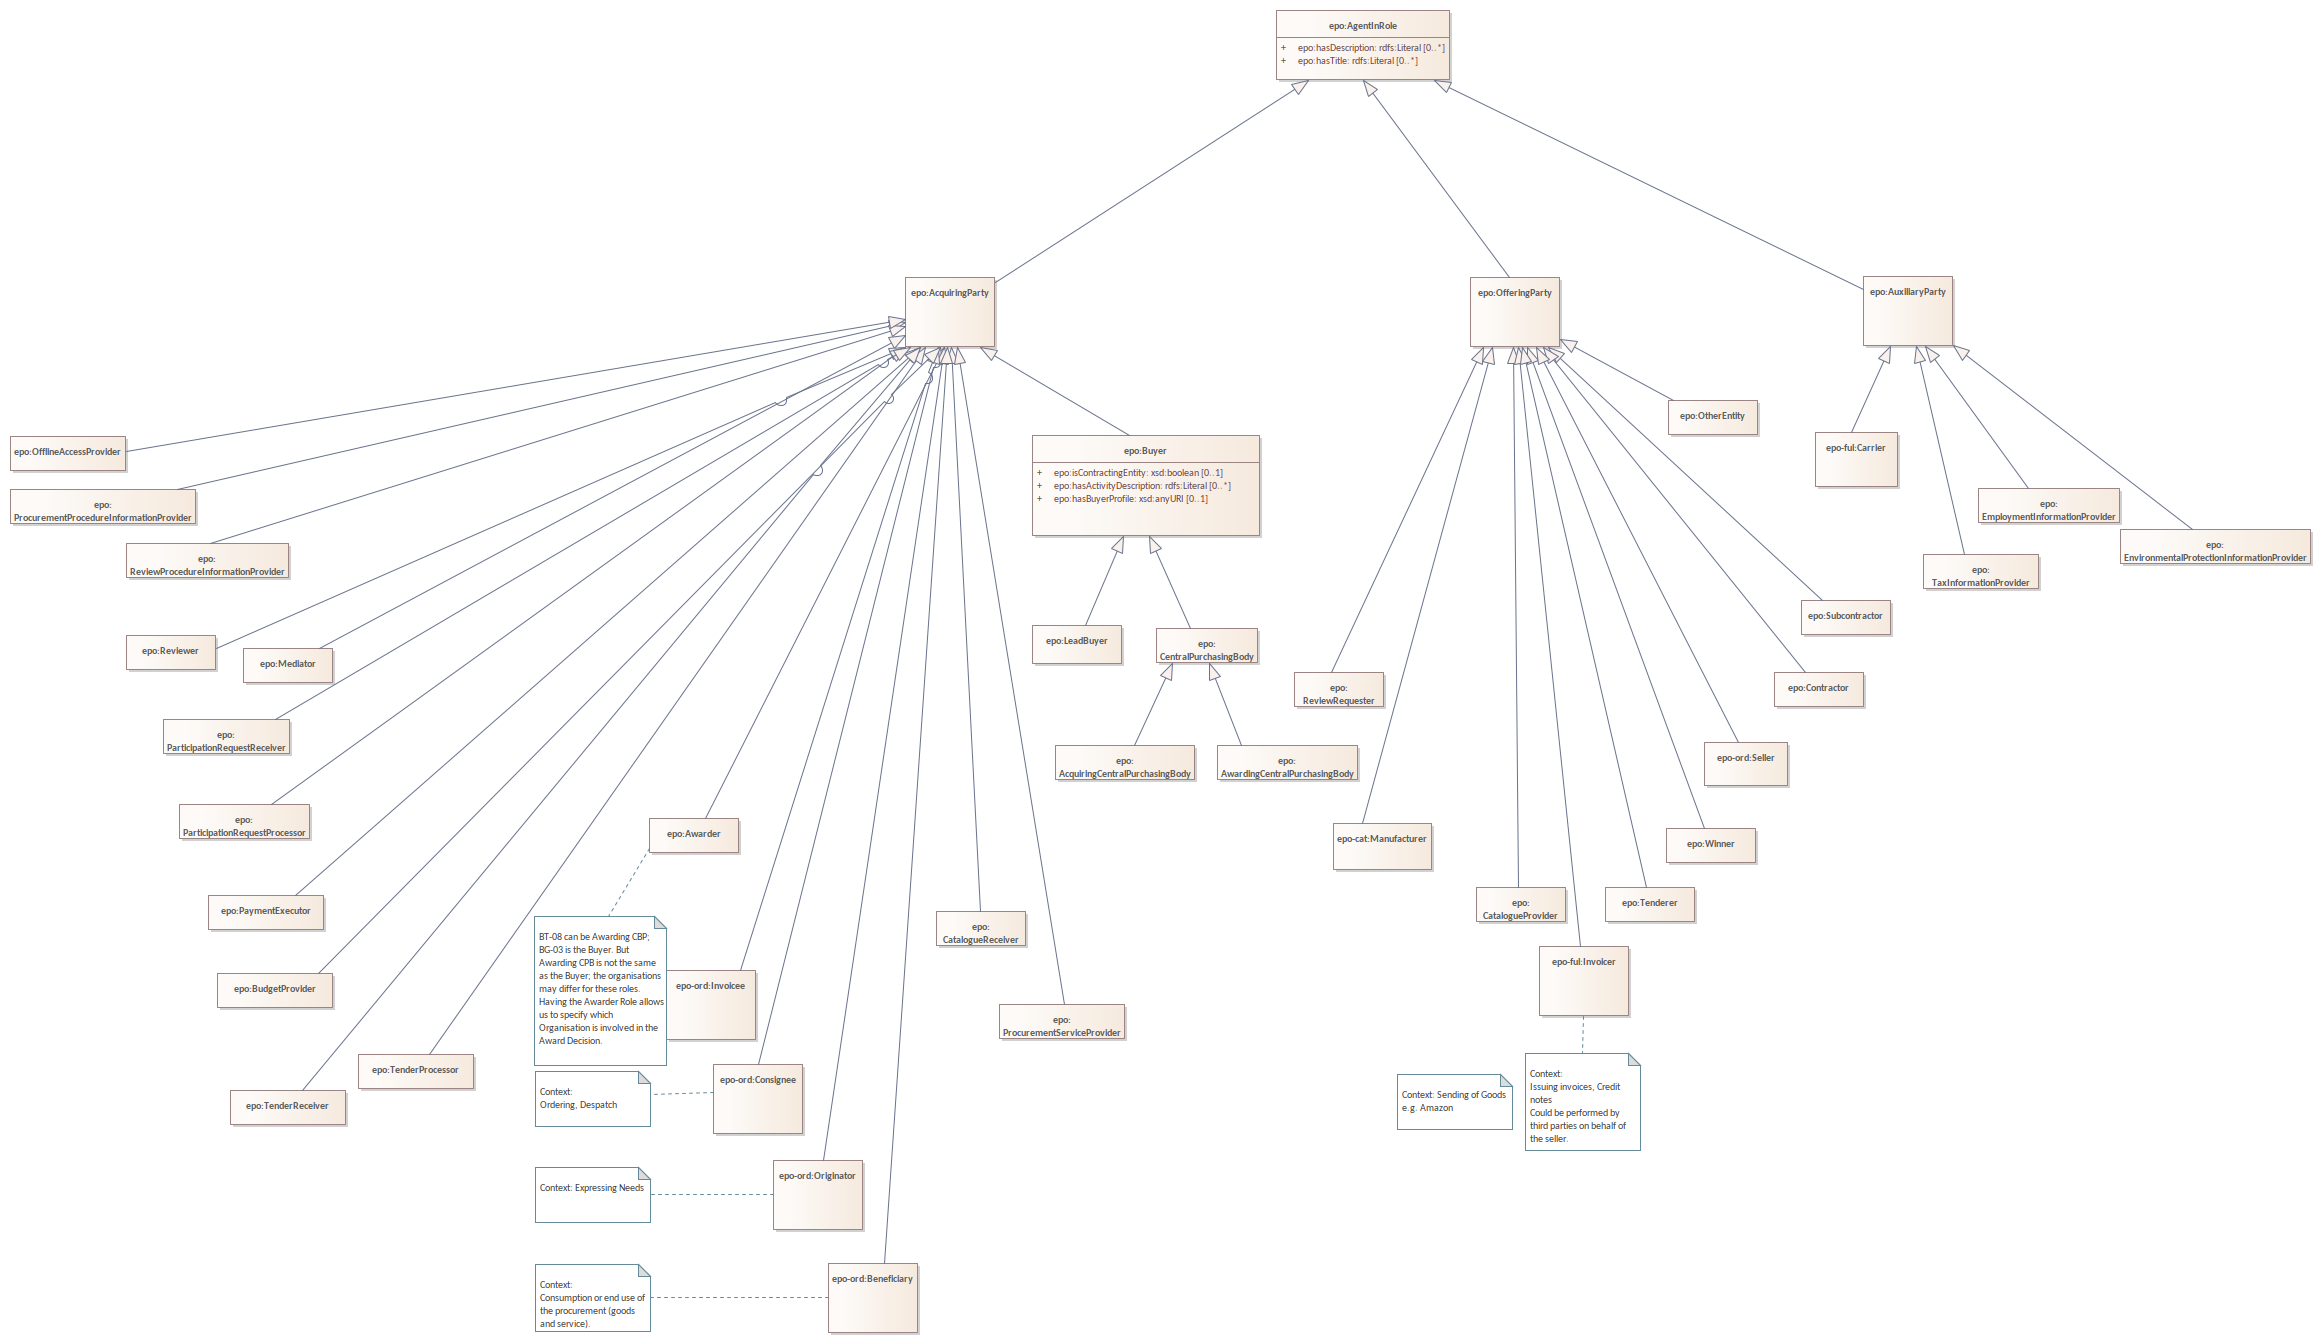 epo:AgentInRole
+ epo:hasDescription: rdfs:Literal [0..*]
+ epo:hasTitle: rdfs:Literal [0..*]
epo:AcquiringParty
epo:OfferingParty
epo:AuxiliaryParty
epo:OfflineAccessProvider
epo:
ProcurementProcedureInformationProvider
epo:
ReviewProcedureInformationProvider
epo:Reviewer
epo:Mediator
epo:
ParticipationRequestReceiver
epo:
ParticipationRequestProcessor
epo:PaymentExecutor
epo:BudgetProvider
epo:TenderReceiver
epo:TenderProcessor
epo:Awarder
BT-08 can be Awarding CBP;
BG-03 is the Buyer. But
Awarding CPB is not the same
as the Buyer; the organisations
may differ for these roles.
Having the Awarder Role allows
us to specify which
Organisation is involved in the
Award Decision.
epo-ord:Invoicee
Context:
Ordering, Despatch
epo-ord:Consignee
Context: Expressing Needs
epo-ord:Originator
Context:
Consumption or end use of
the procurement (goods
and service).
epo-ord:Beneficiary
epo:
CatalogueReceiver
epo:
ProcurementServiceProvider
epo:Buyer
+ epo:isContractingEntity: xsd:boolean [0..1]
+ epo:hasActivityDescription: rdfs:Literal [0..*]
+ epo:hasBuyerProfile: xsd:anyURI [0..1]
epo:LeadBuyer
epo:
CentralPurchasingBody
epo:
AcquiringCentralPurchasingBody
epo:
AwardingCentralPurchasingBody
epo:
ReviewRequester
epo-cat:Manufacturer
epo:
CatalogueProvider
epo-ful:Invoicer
Context: Sending of Goods
e.g. Amazon
Context:
Issuing invoices, Credit
notes
Could be performed by
third parties on behalf of
the seller.
epo:Tenderer
epo:Winner
epo-ord:Seller
epo:Contractor
epo:Subcontractor
epo:OtherEntity
epo-ful:Carrier
epo:
TaxInformationProvider
epo:
EmploymentInformationProvider
epo:
EnvironmentalProtectionInformationProvider